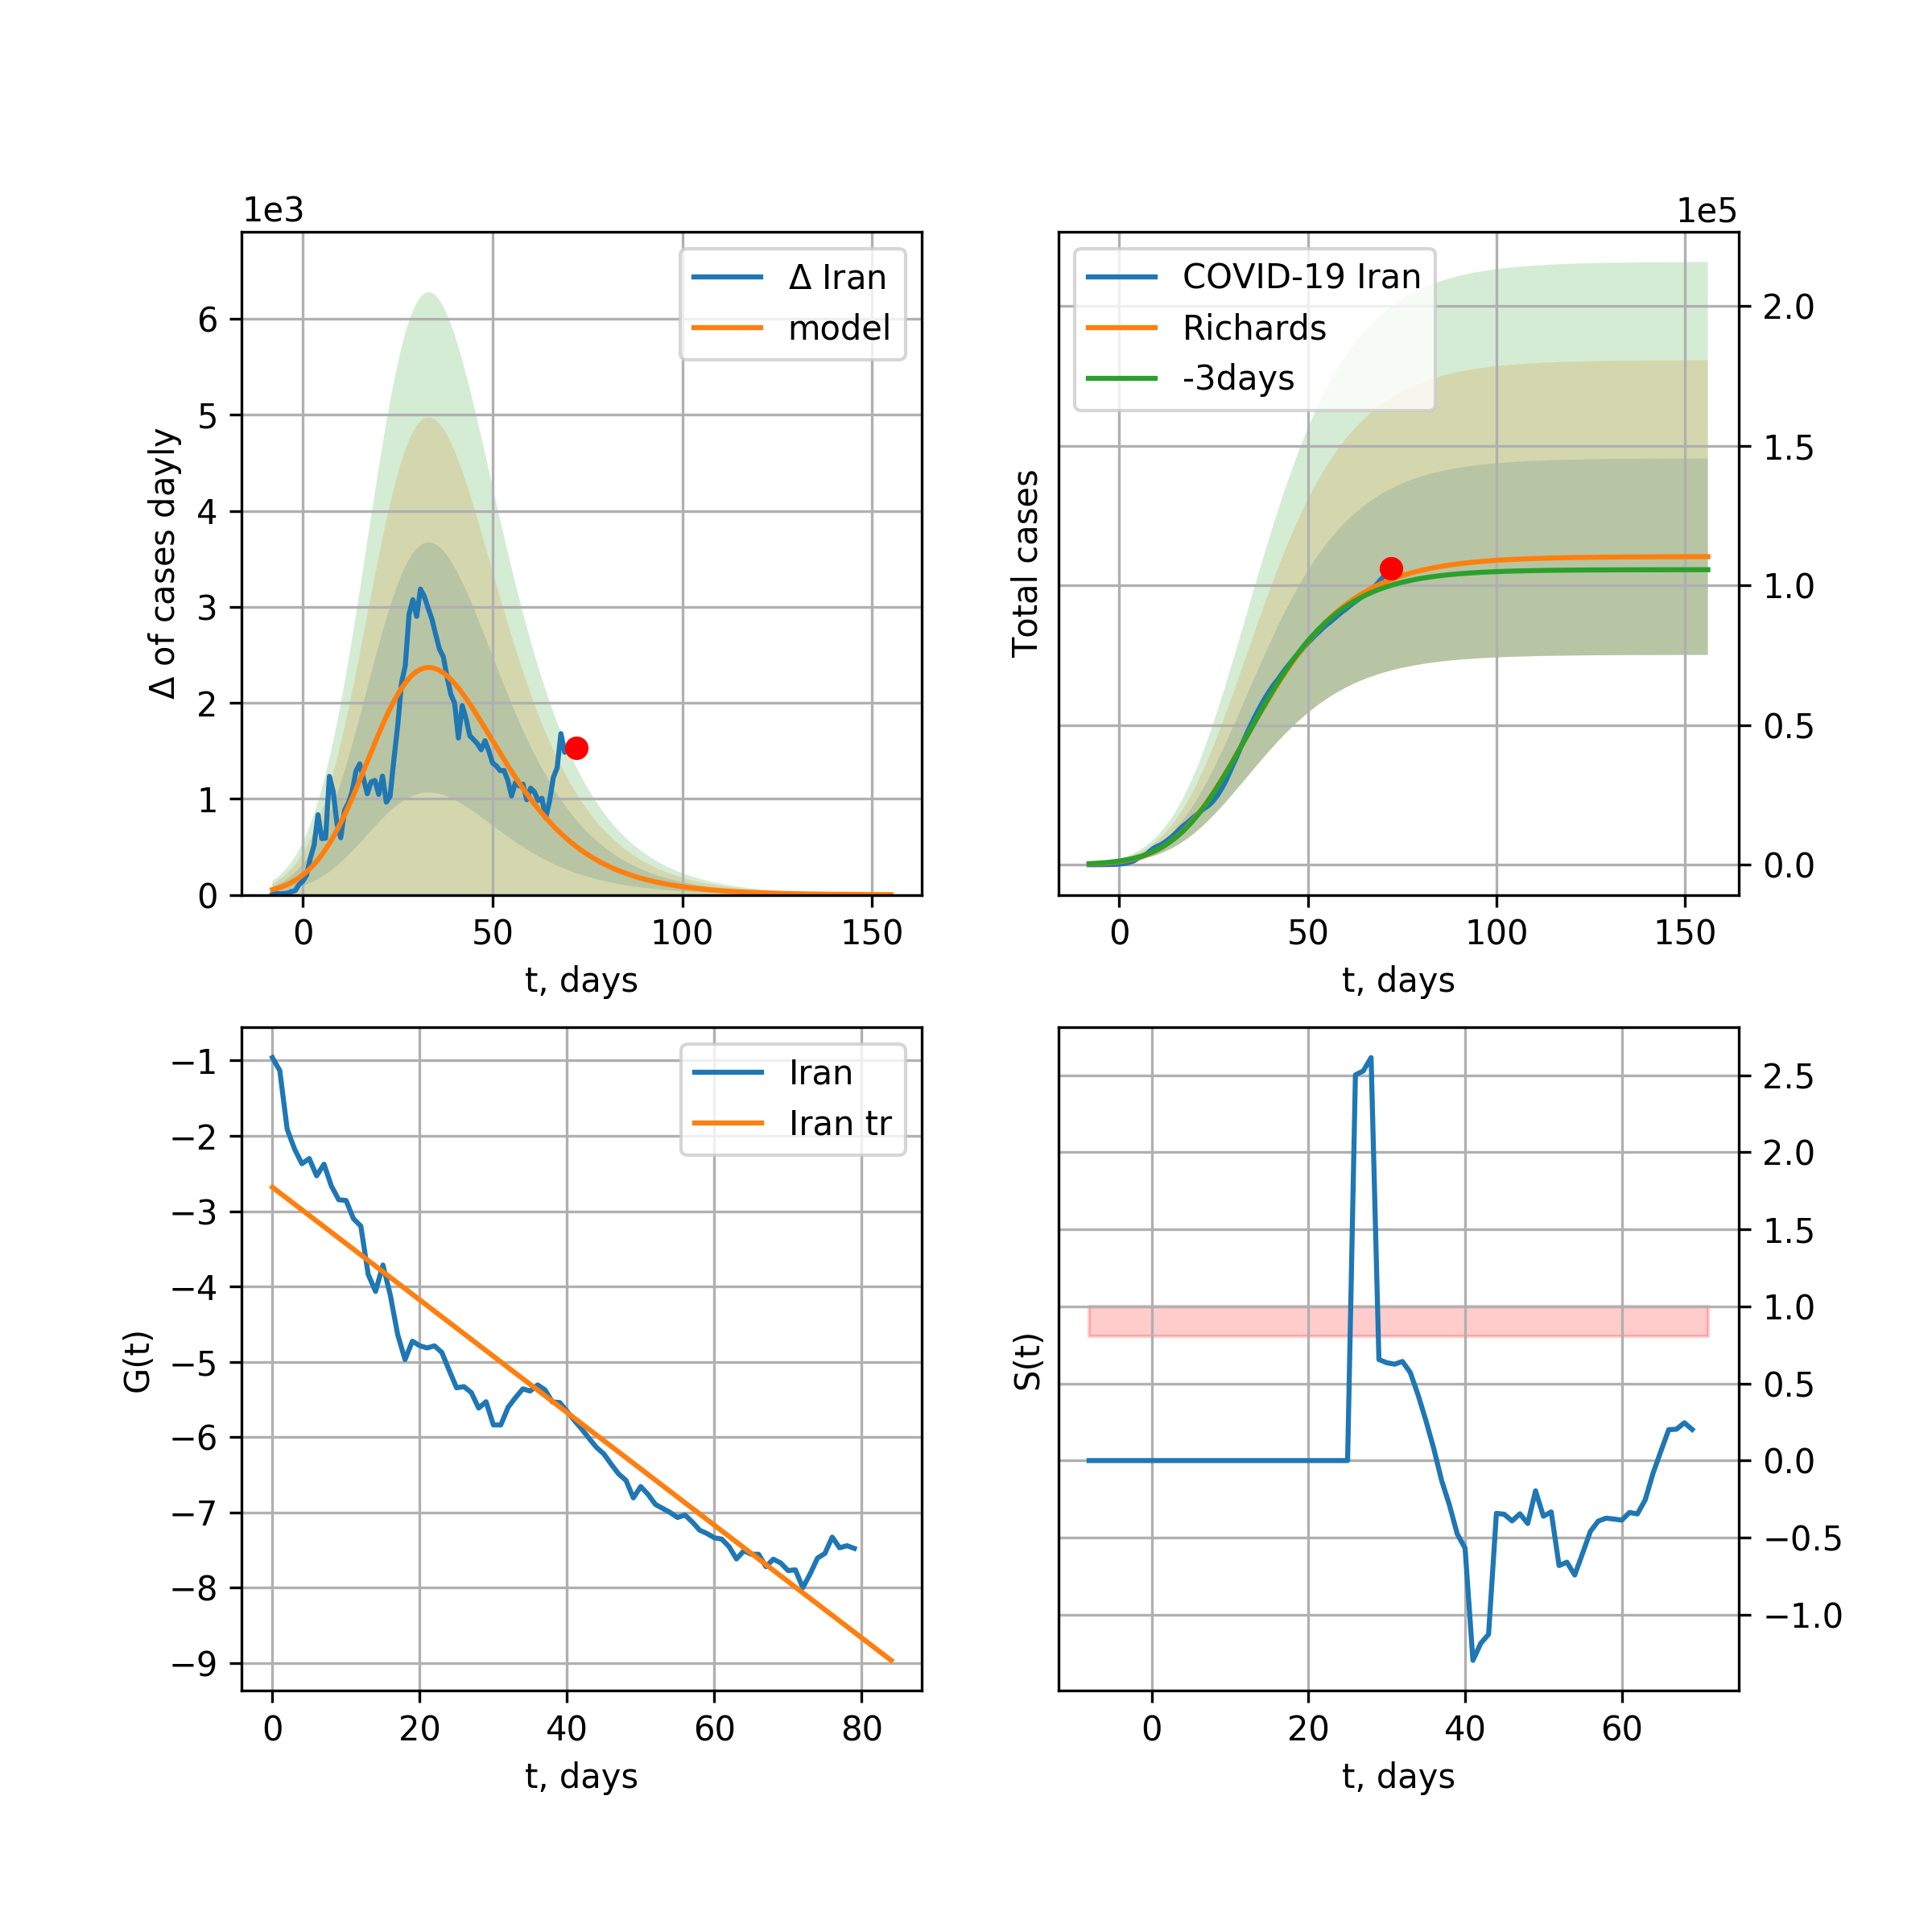 1e3
Δ Iran
model
6
5
4
3
2
1
0
Δ of cases dayly
0 50 100 150
t, days
1e5
COVID-19 Iran
Richards
-3days
2.0
1.5
1.0
0.5
0.0
Total cases
0 50 100 150
t, days
Iran
Iran tr
−1
−2
−3
−4
−5
−6
−7
−8
−9
G(t)
0 20 40 60 80
t, days
2.5
2.0
1.5
1.0
0.5
0.0
−0.5
−1.0
S(t)
0 20 40 60
t, days